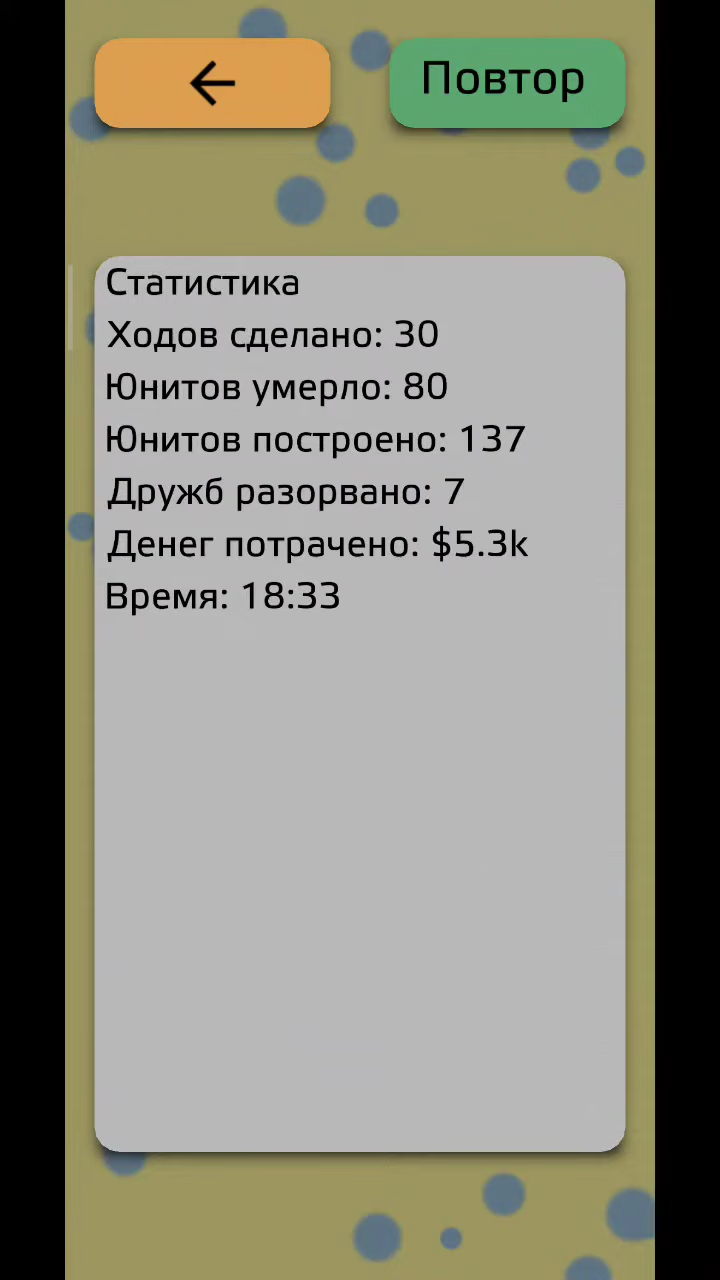 Повтор
Статистика
Ходов сделано: 30
Юнитов умерло: 80
Юнитов построено: 137
Дружб разорвано: 7
Денег потрачено: $5.3k
Время: 18:33